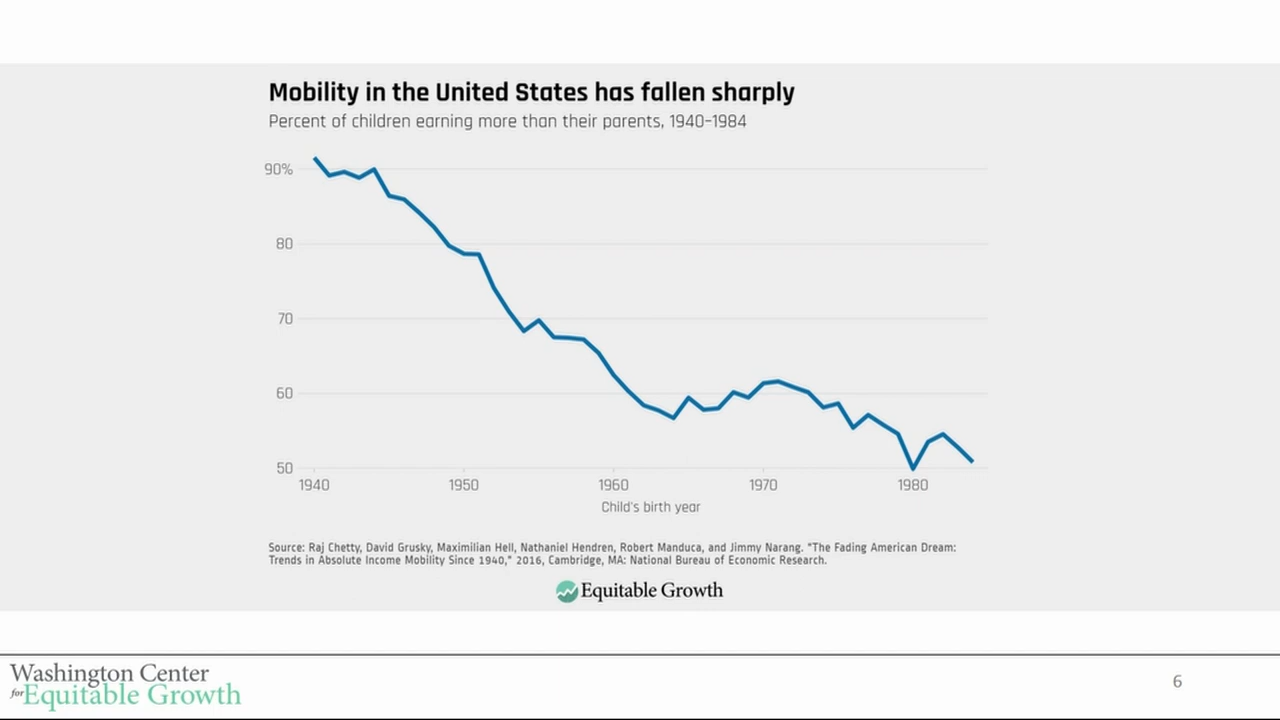 Mobility in the United States has fallen sharply
Percent of children earning more than their parents, 1940–1984
90%
80
70
60
50
1940
1950
1960
1970
1980
Child's birth year
Source: Raj Chetty, David Grusky, Maximilian Hell, Nathaniel Hendren, Robert Manduca, and Jimmy Narang. "The Fading American Dream:
Trends in Absolute Income Mobility Since 1940," 2016, Cambridge, MA: National Bureau of Economic Research.
Equitable Growth
Washington Center
for Equitable Growth
6